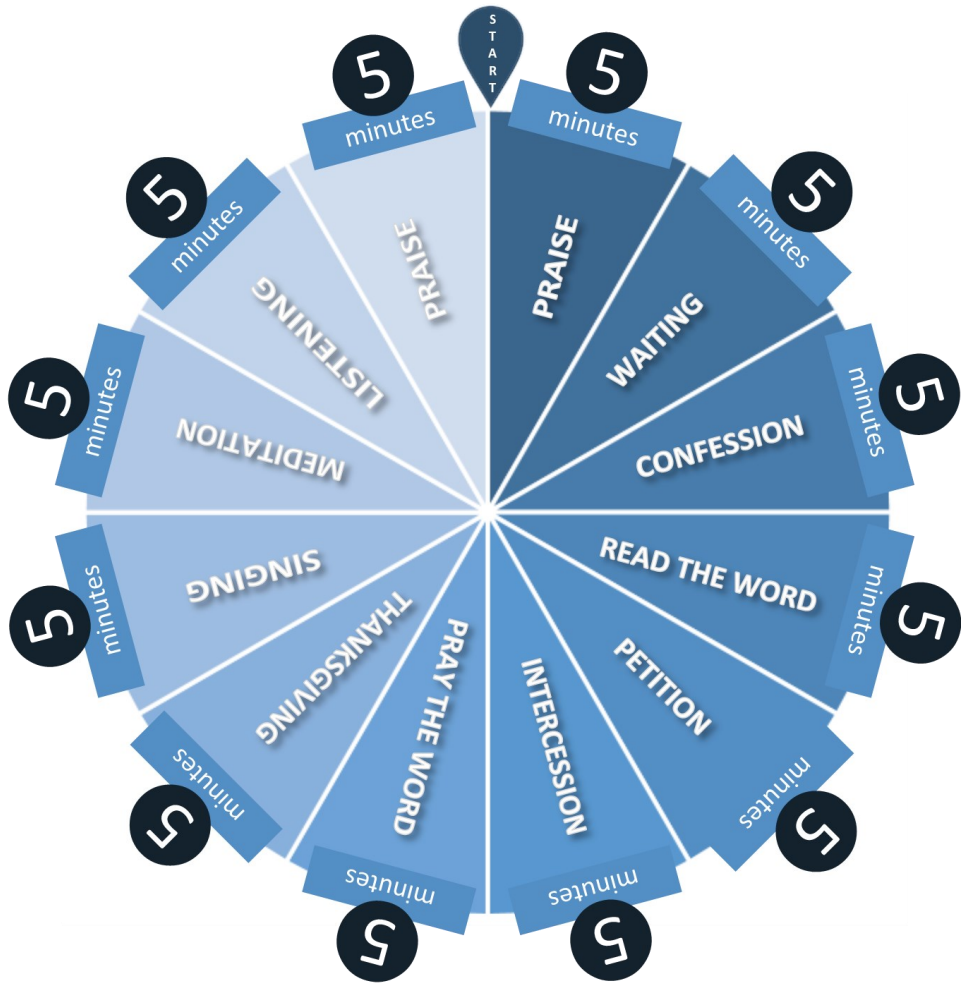 START
5
minutes
PRAISE
5
minutes
WAITING
5
minutes
CONFESSION
5
minutes
READ THE WORD
5
minutes
PETITION
5
minutes
INTERCESSION
5
minutes
PRAY THE WORD
5
minutes
THANKSGIVING
5
minutes
SINGING
5
minutes
MEDITATION
5
minutes
LISTENING
5
minutes
PRAISE